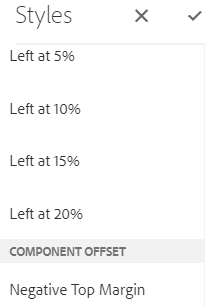 Styles
Left at 5%
Left at 10%
Left at 15%
Left at 20%
COMPONENT OFFSET
Negative Top Margin